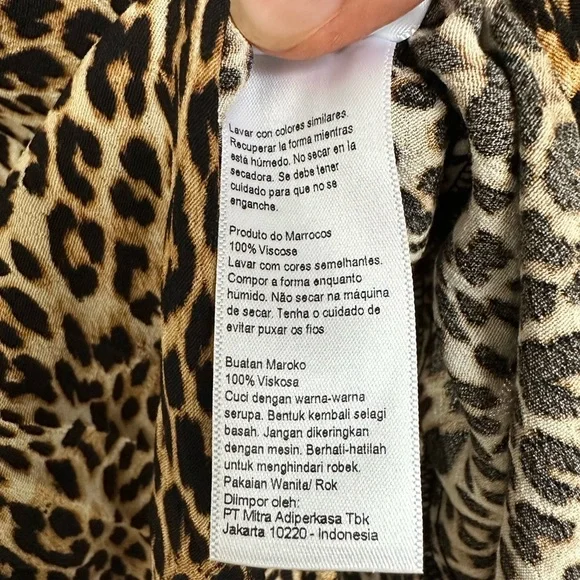 Lavar con colores similares.
Recuperar la forma mientras
está húmedo. No secar en la
secadora. Se debe tener
cuidado para que no se
enganche.
Produto do Marrocos
100% Viscose
Lavar com cores semelhantes.
Compor a forma enquanto
húmido. Não secar na máquina
de secar. Tenha o cuidado de
evitar puxar os fios
Buatan Maroko
100% Viskosa
Cuci dengan warna-warna
serupa. Bentuk kembali selagi
basah. Jangan dikeringkan
dengan mesin. Berhati-hatilah
untuk menghindari robek.
Pakaian Wanita/ Rok
Diimpor oleh:
PT Mitra Adiperkasa Tbk
Jakarta 10220 - Indonesia